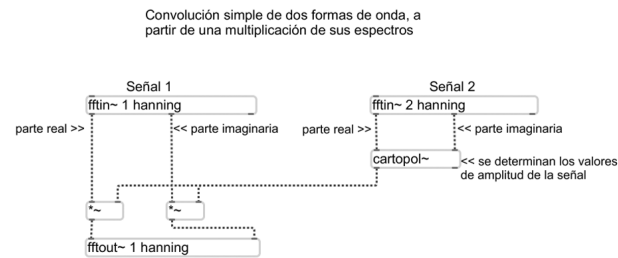 Convolución simple de dos formas de onda, a
partir de una multiplicación de sus espectros
Señal 1
Señal 2
fftin~ 1 hanning
fftin~ 2 hanning
parte real >>
<< parte imaginaria
parte real >>
<< parte imaginaria
cartopol~
<< se determinan los valores
de amplitud de la señal
*~
*~
fftout~ 1 hanning